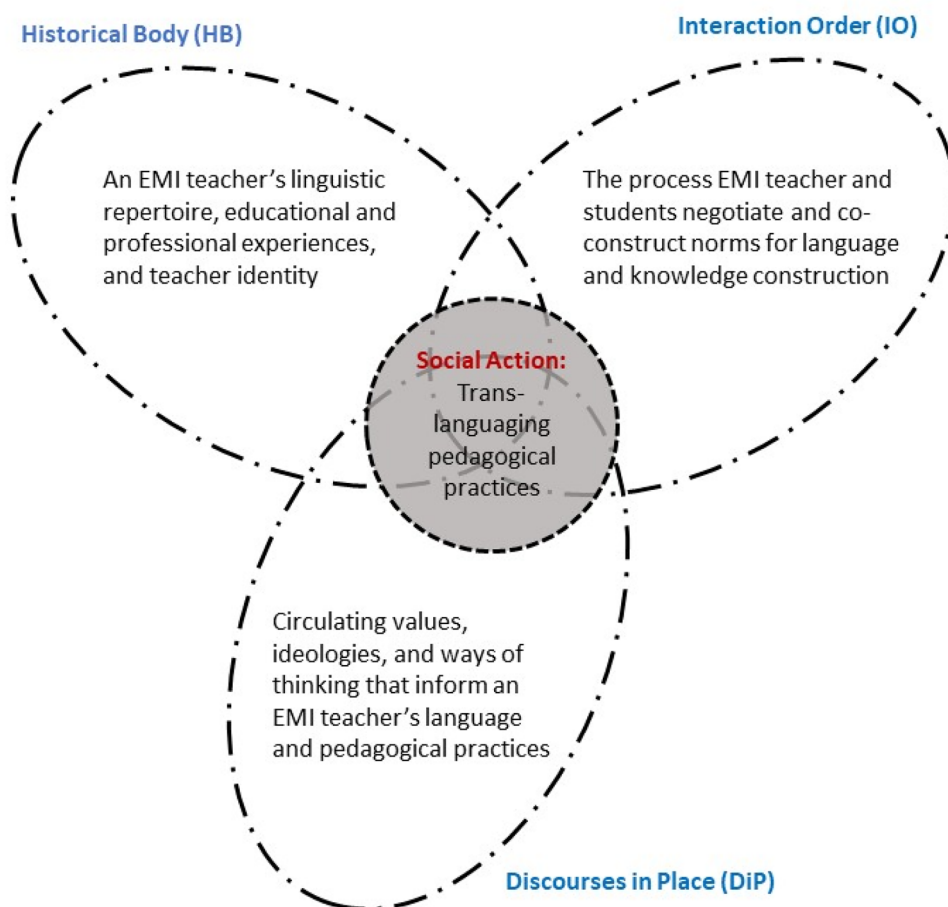 Historical Body (HB)
Interaction Order (IO)
An EMI teacher’s linguistic
repertoire, educational and
professional experiences,
and teacher identity
The process EMI teacher and
students negotiate and co-
construct norms for language
and knowledge construction
Social Action:
Trans-
languaging
pedagogical
practices
Circulating values,
ideologies, and ways of
thinking that inform an
EMI teacher’s language
and pedagogical practices
Discourses in Place (DiP)